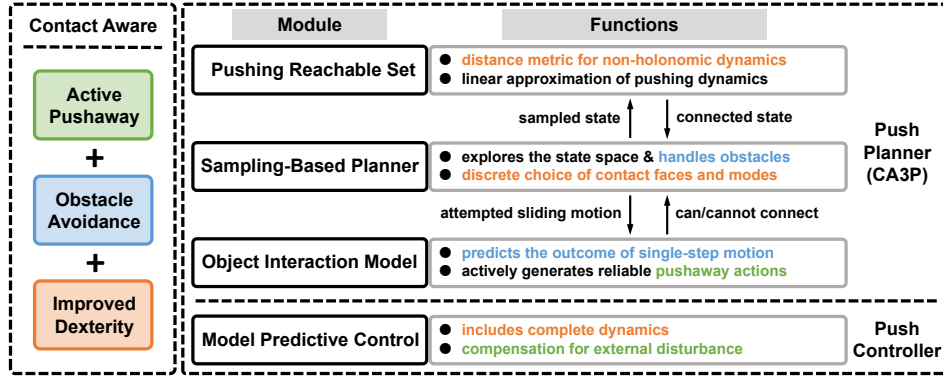 Contact Aware
Active
Pushaway
+
Obstacle
Avoidance
+
Improved
Dexterity
Module
Functions
Pushing Reachable Set
● distance metric for non-holonomic dynamics
● linear approximation of pushing dynamics
sampled state
connected state
Sampling-Based Planner
● explores the state space & handles obstacles
● discrete choice of contact faces and modes
attempted sliding motion
can/cannot connect
Object Interaction Model
● predicts the outcome of single-step motion
● actively generates reliable pushaway actions
Push
Planner
(CA3P)
Model Predictive Control
● includes complete dynamics
● compensation for external disturbance
Push
Controller